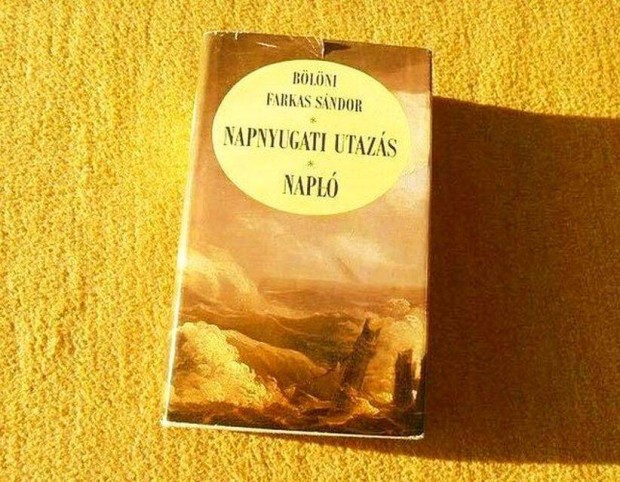 BÖLÖNI
FARKAS SÁNDOR
*
NAPNYUGATI UTAZÁS
*
NAPLÓ